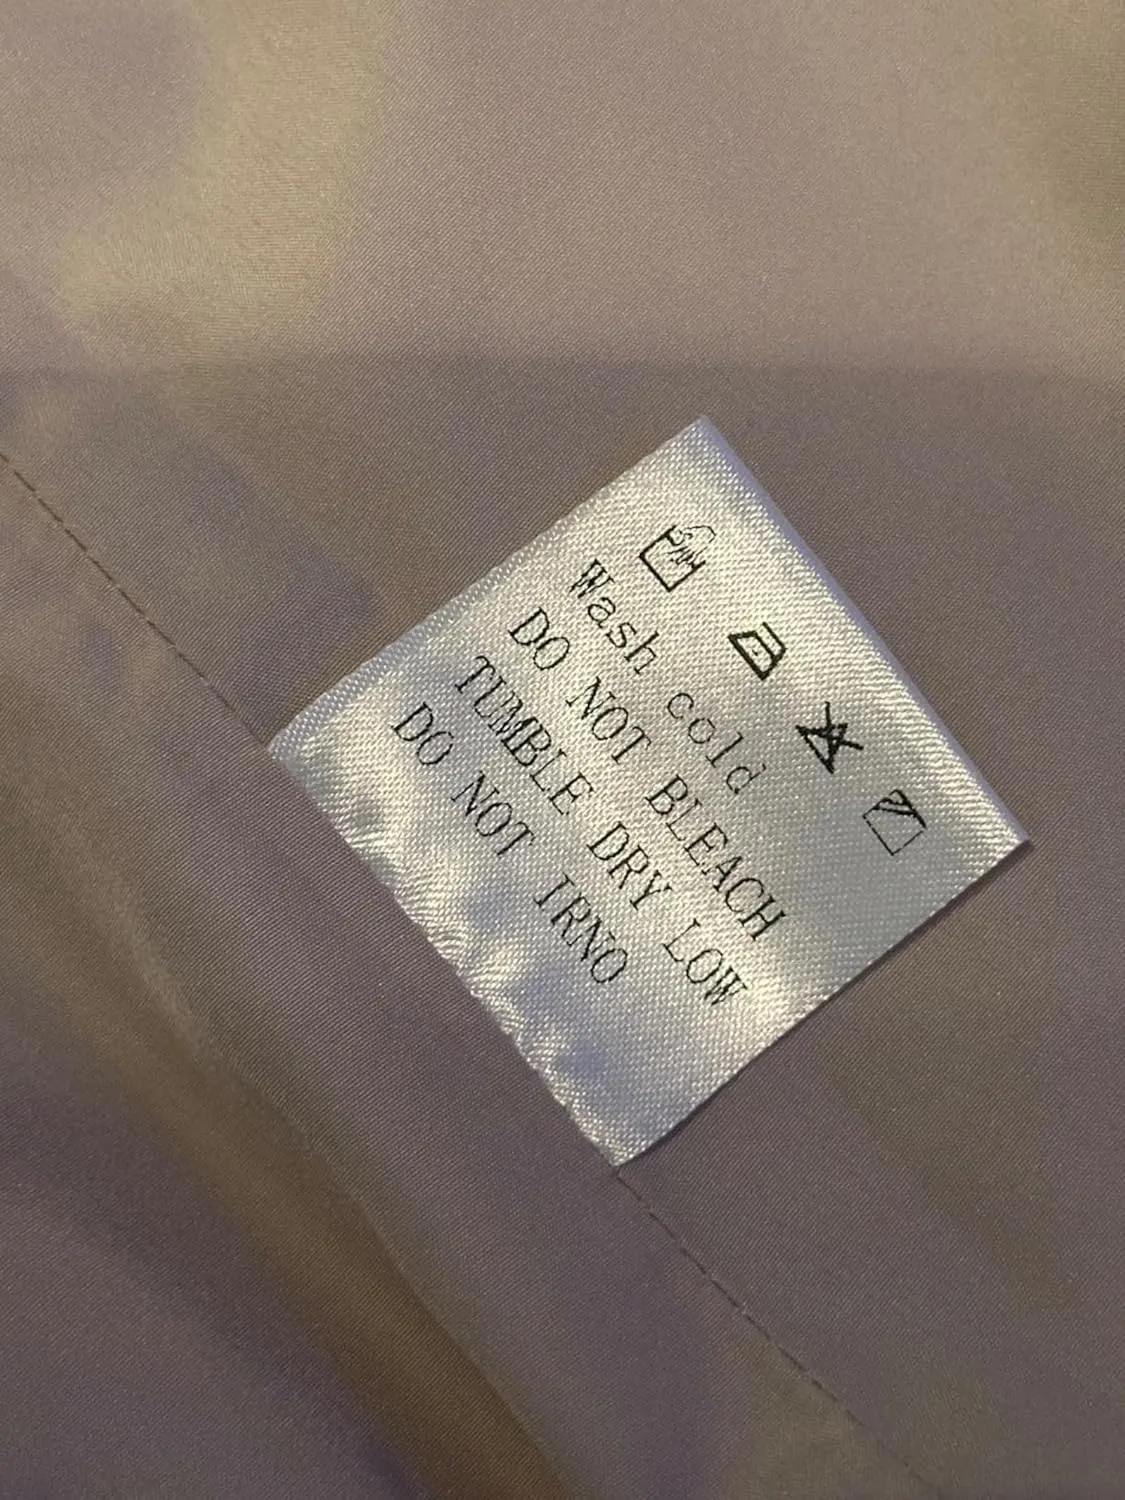 Wash cold
DO NOT BLEACH
TUMBLE DRY LOW
DO NOT IRNO